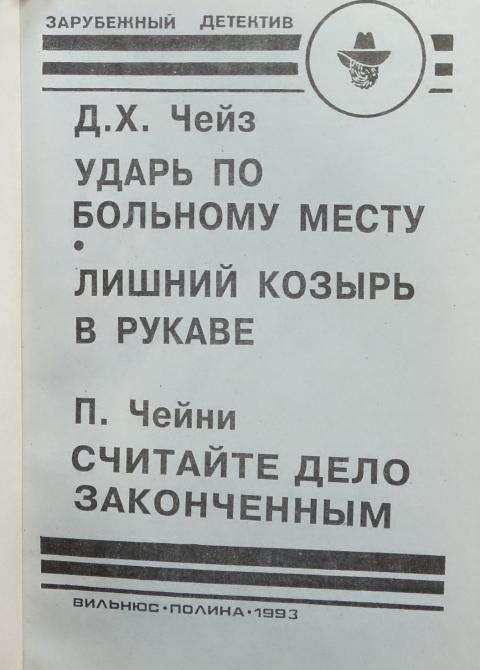 ЗАРУБЕЖНЫЙ ДЕТЕКТИВ
Д.Х. Чейз
УДАРЬ ПО
БОЛЬНОМУ МЕСТУ
•
ЛИШНИЙ КОЗЫРЬ
В РУКАВЕ
П. Чейни
СЧИТАЙТЕ ДЕЛО
ЗАКОНЧЕННЫМ
ВИЛЬНЮС•ПОЛИНА•1993